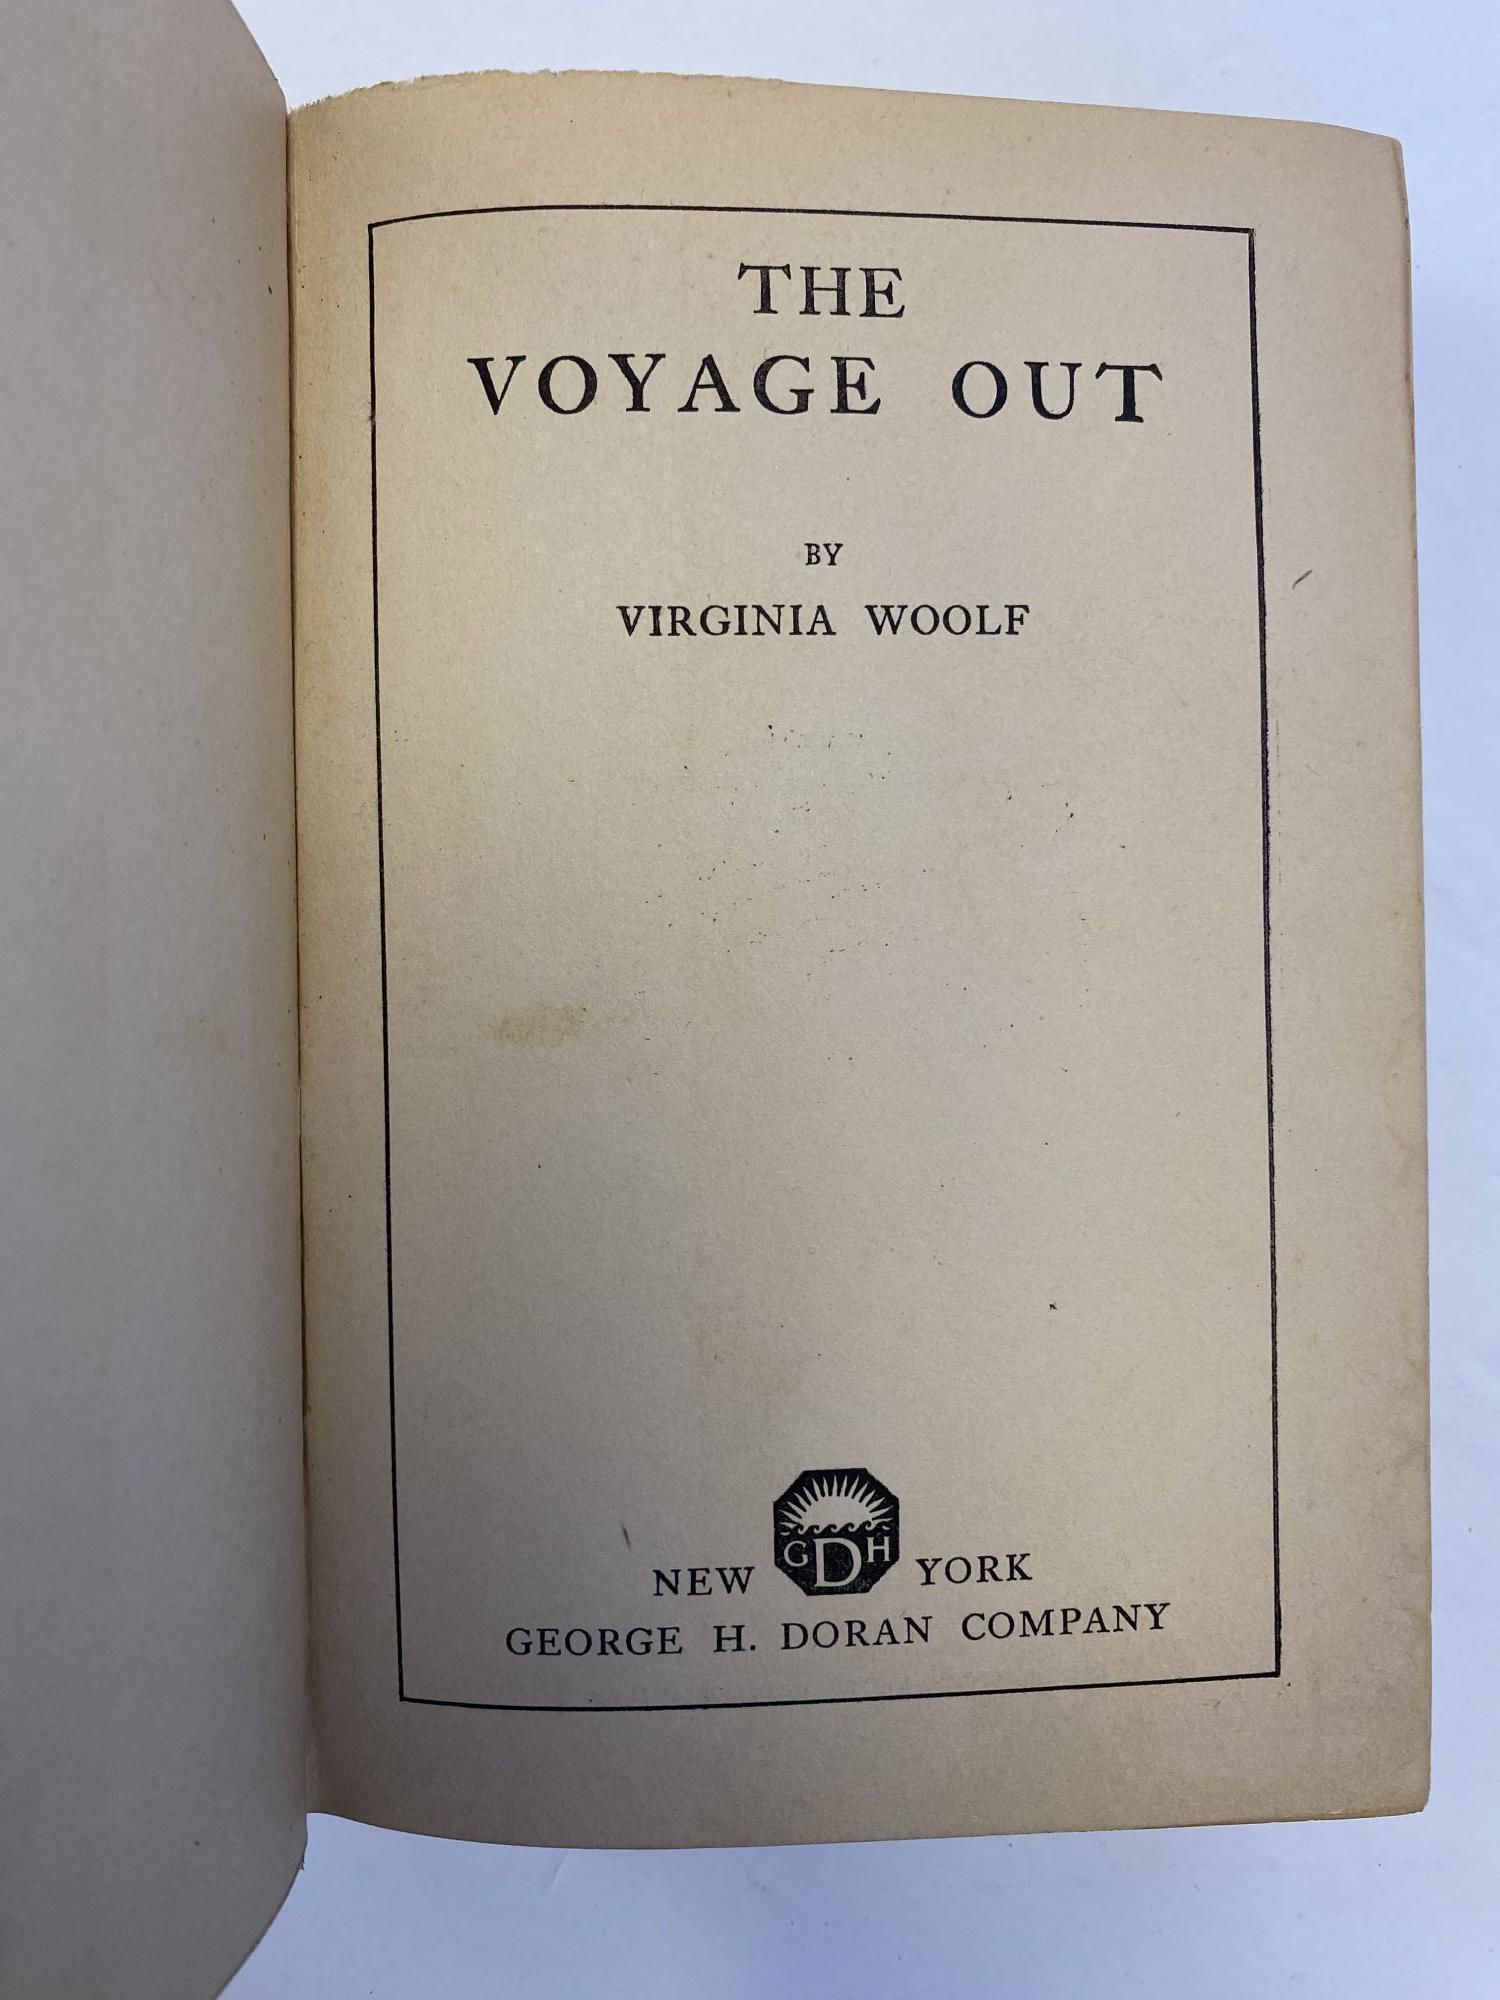 THE
VOYAGE OUT
BY
VIRGINIA WOOLF
GDH
NEW YORK
GEORGE H. DORAN COMPANY